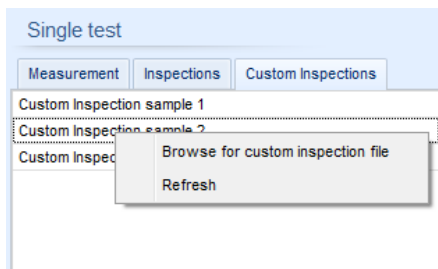 Single test
Measurement Inspections Custom Inspections
Custom Inspection sample 1
Custom Inspection sample 2
Browse for custom inspection file
Custom Inspec
Refresh